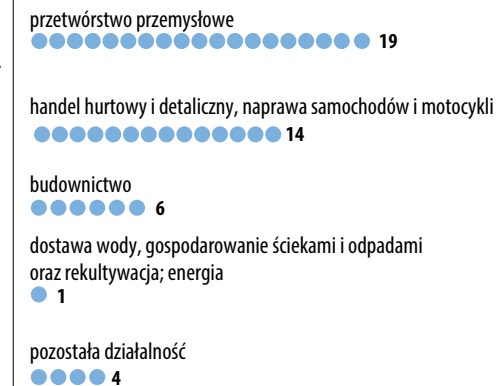 przetwórstwo przemysłowe
19
handel hurtowy i detaliczny, naprawa samochodów i motocykli
14
budownictwo
6
dostawa wody, gospodarowanie ściekami i odpadami
oraz rekultywacja; energia
1
pozostała działalność
4